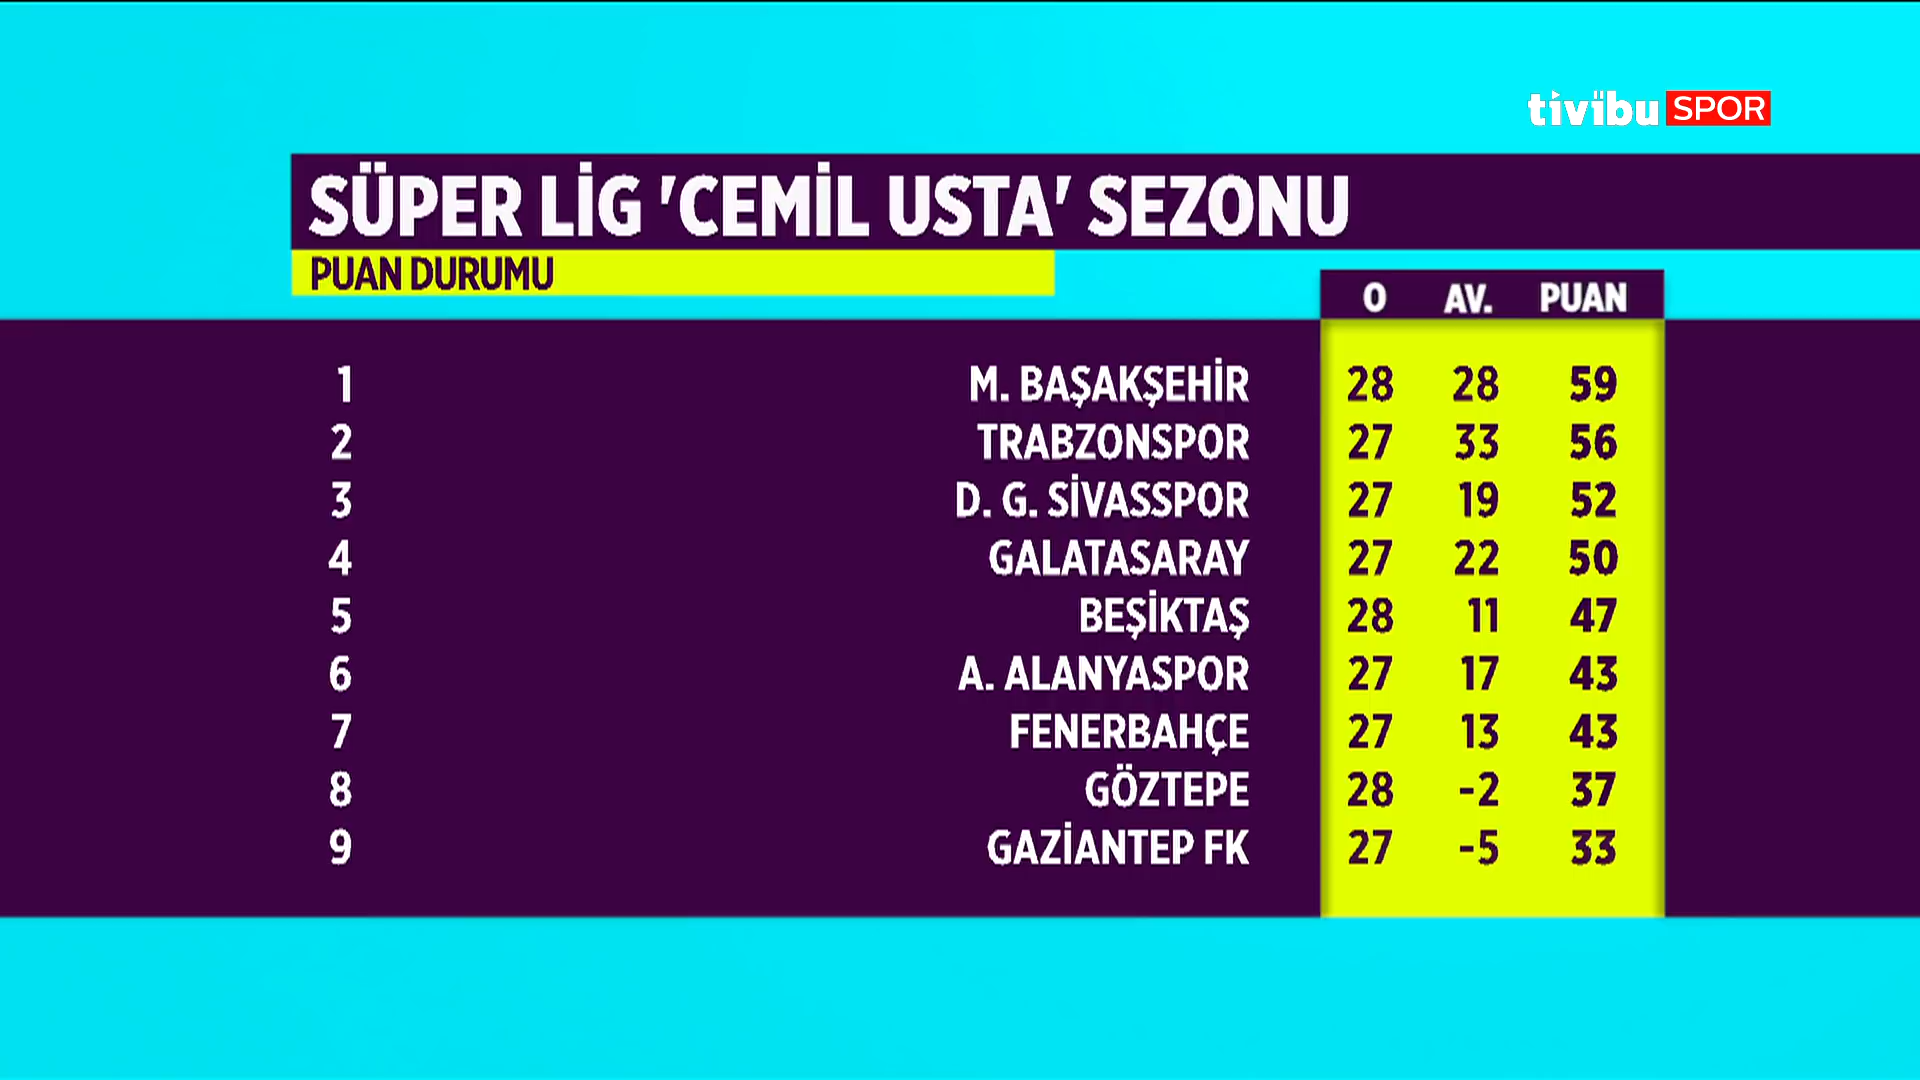 tivibu SPOR
SÜPER LİG 'CEMİL USTA' SEZONU
PUAN DURUMU
O AV. PUAN
1 M. BAŞAKŞEHİR 28 28 59
2 TRABZONSPOR 27 33 56
3 D. G. SİVASSPOR 27 19 52
4 GALATASARAY 27 22 50
5 BEŞİKTAŞ 28 11 47
6 A. ALANYASPOR 27 17 43
7 FENERBAHÇE 27 13 43
8 GÖZTEPE 28 -2 37
9 GAZİANTEP FK 27 -5 33